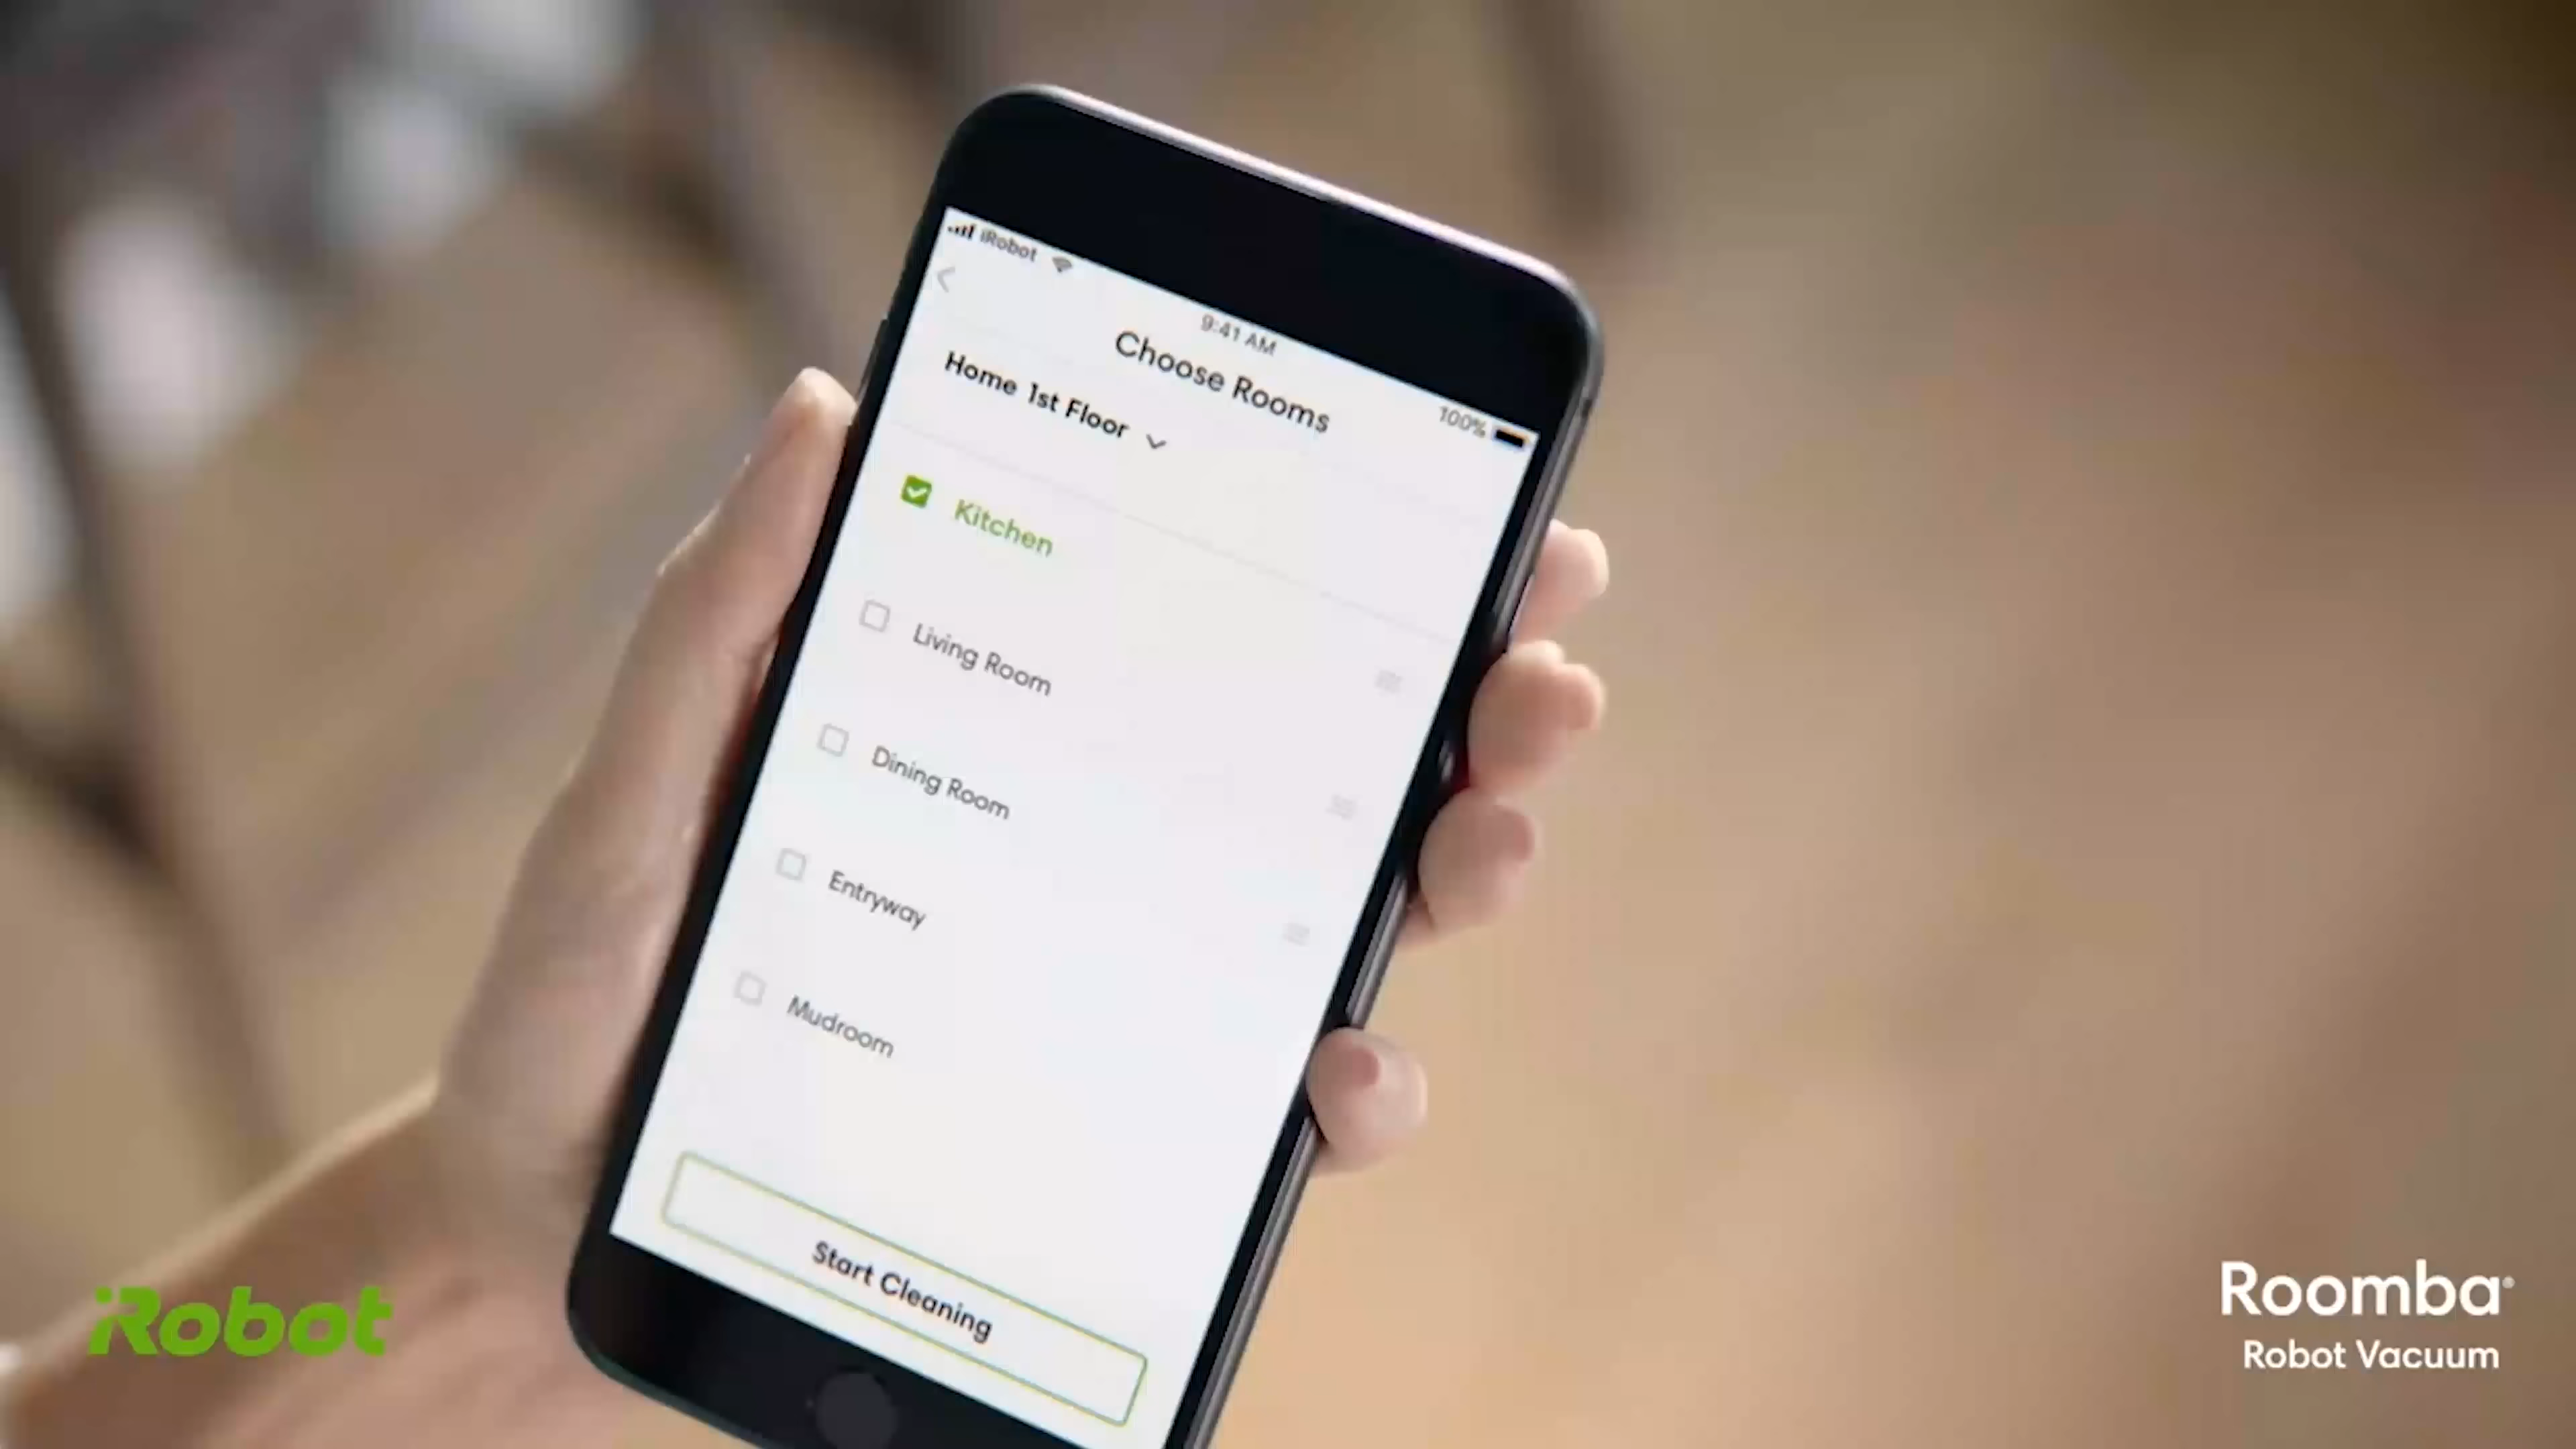 iRobot
9:41 AM
100%
Choose Rooms
Home 1st Floor
Kitchen
Living Room
Dining Room
Entryway
Mudroom
Start Cleaning
iRobot
Roomba®
Robot Vacuum